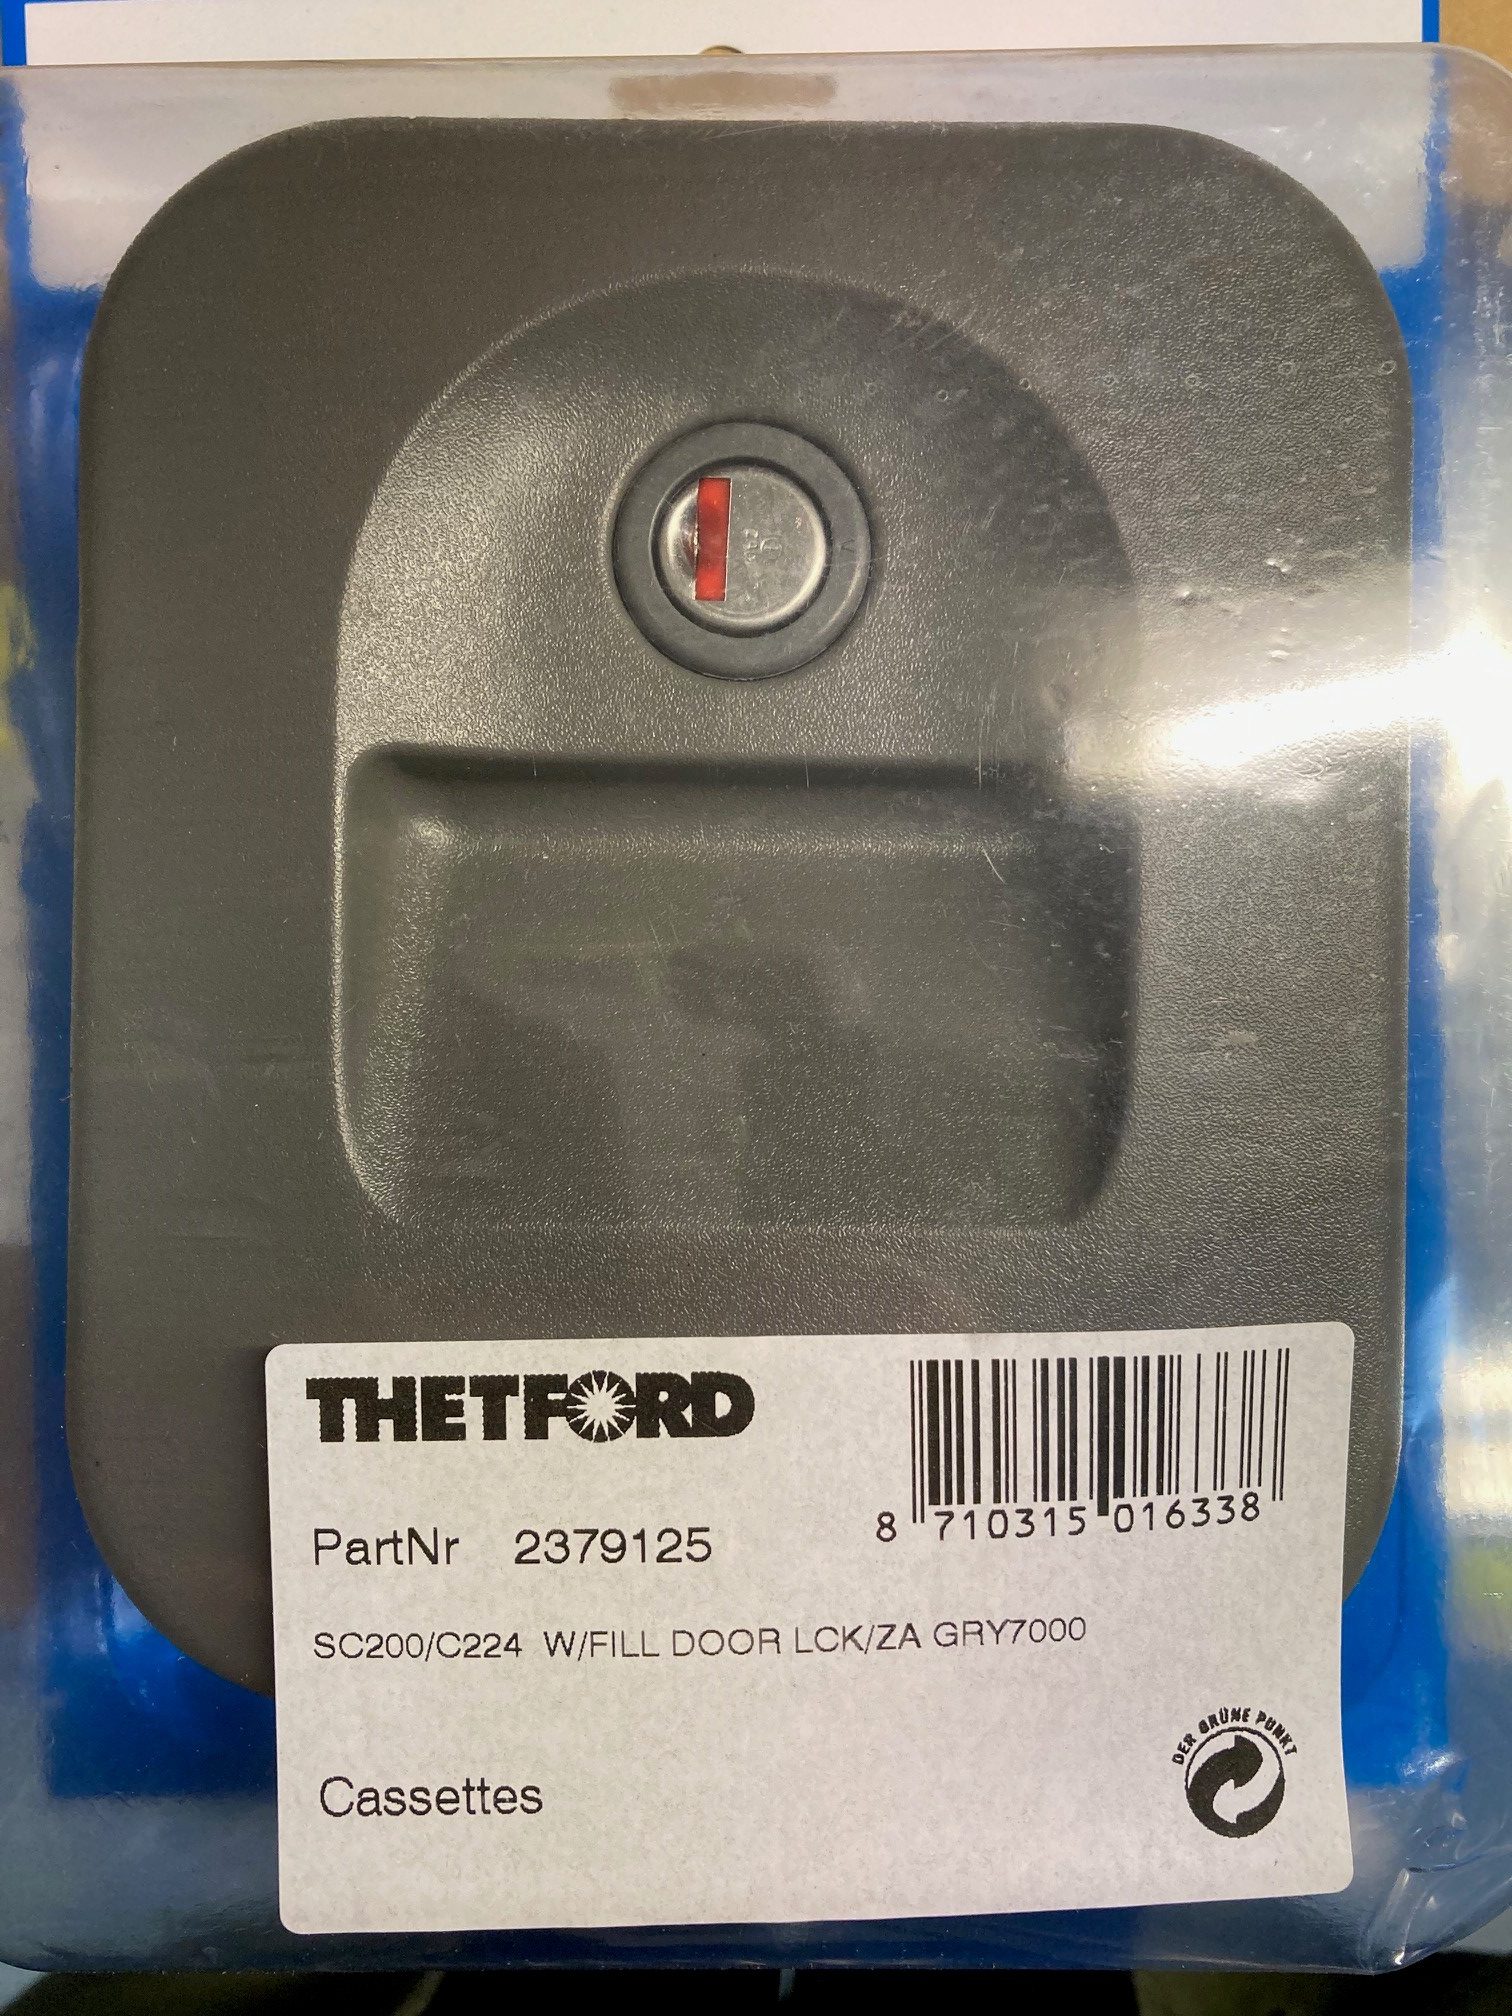 THETFORD
8 710315 016338
PartNr 2379125
SC200/C224 W/FILL DOOR LCK/ZA GRY7000
Cassettes
DER GRÜNE PUNKT